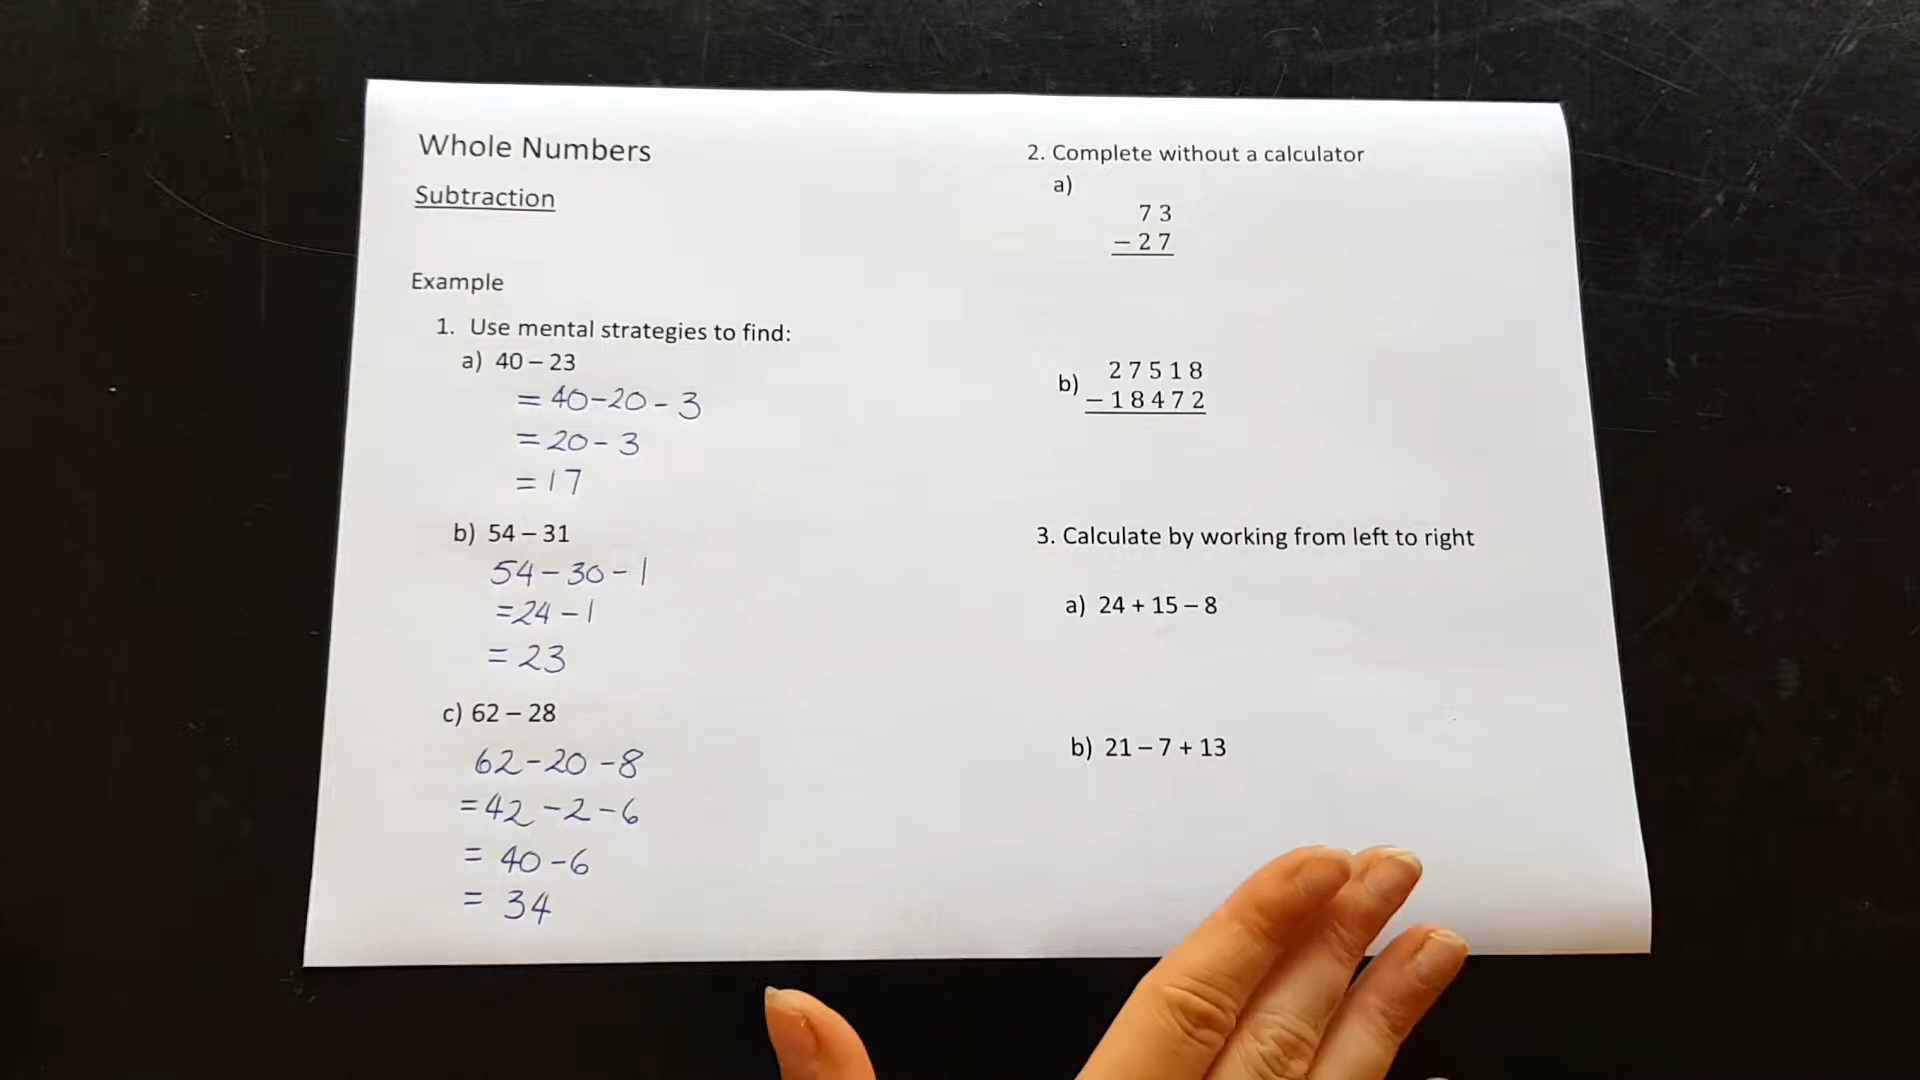 Whole Numbers
Subtraction
Example
1. Use mental strategies to find:
a) 40 – 23
= 40-20 - 3
= 20 - 3
= 17
b) 54 – 31
54 - 30 - 1
=24 - 1
= 23
c) 62 – 28
62-20 -8
=42 -2 -6
= 40 -6
= 34
2. Complete without a calculator
a)
7 3
– 2 7
b) 2 7 5 1 8
– 1 8 4 7 2
3. Calculate by working from left to right
a) 24 + 15 – 8
b) 21 – 7 + 13